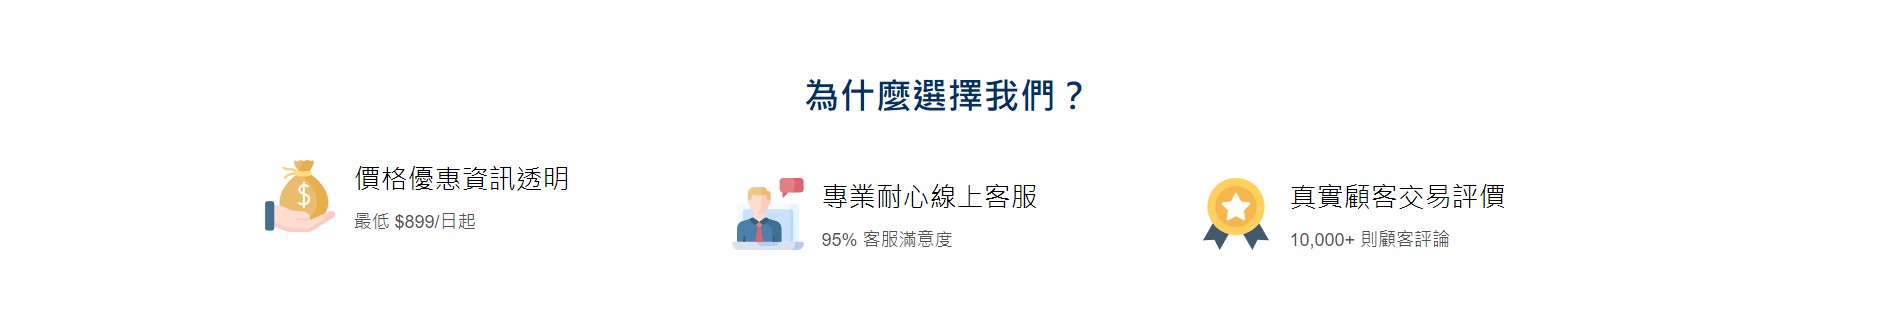 為什麼選擇我們？
價格優惠資訊透明
最低 $899/日起
專業耐心線上客服
95% 客服滿意度
真實顧客交易評價
10,000+ 則顧客評論